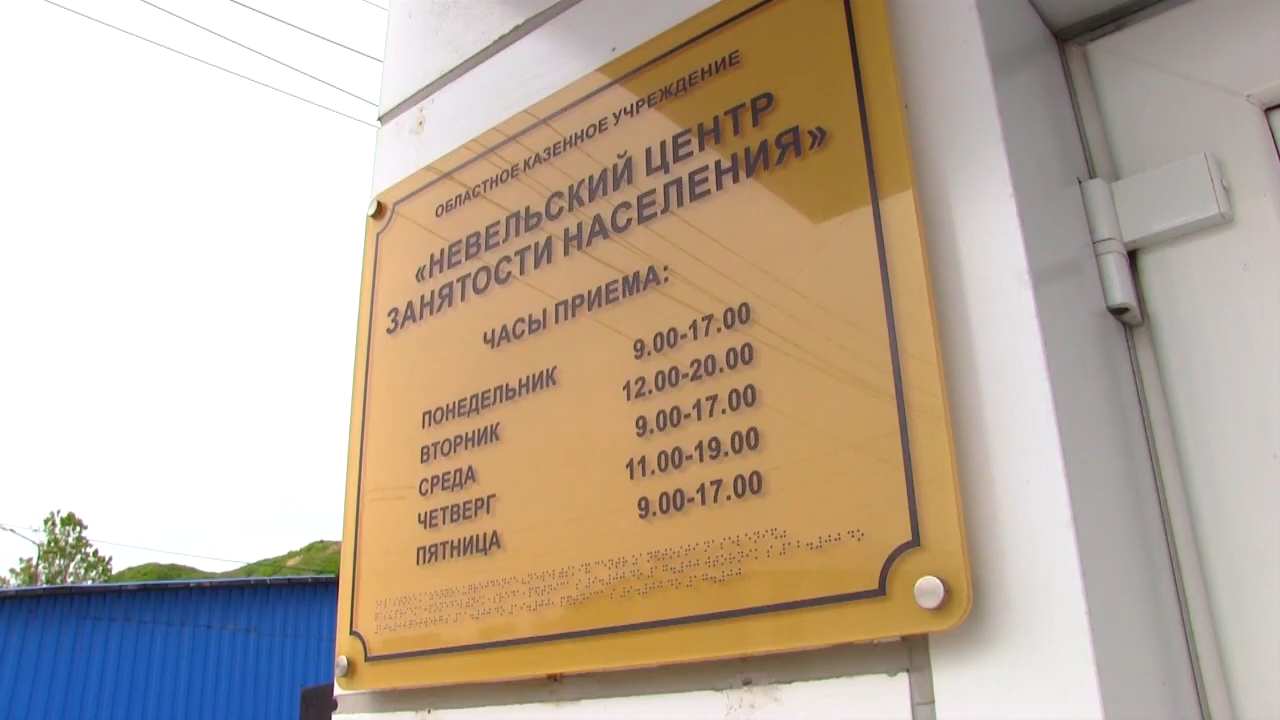 ОБЛАСТНОЕ КАЗЕННОЕ УЧРЕЖДЕНИЕ
«НЕВЕЛЬСКИЙ ЦЕНТР
ЗАНЯТОСТИ НАСЕЛЕНИЯ»
ЧАСЫ ПРИЕМА:
ПОНЕДЕЛЬНИК 9.00-17.00
ВТОРНИК 12.00-20.00
СРЕДА 9.00-17.00
ЧЕТВЕРГ 11.00-19.00
ПЯТНИЦА 9.00-17.00